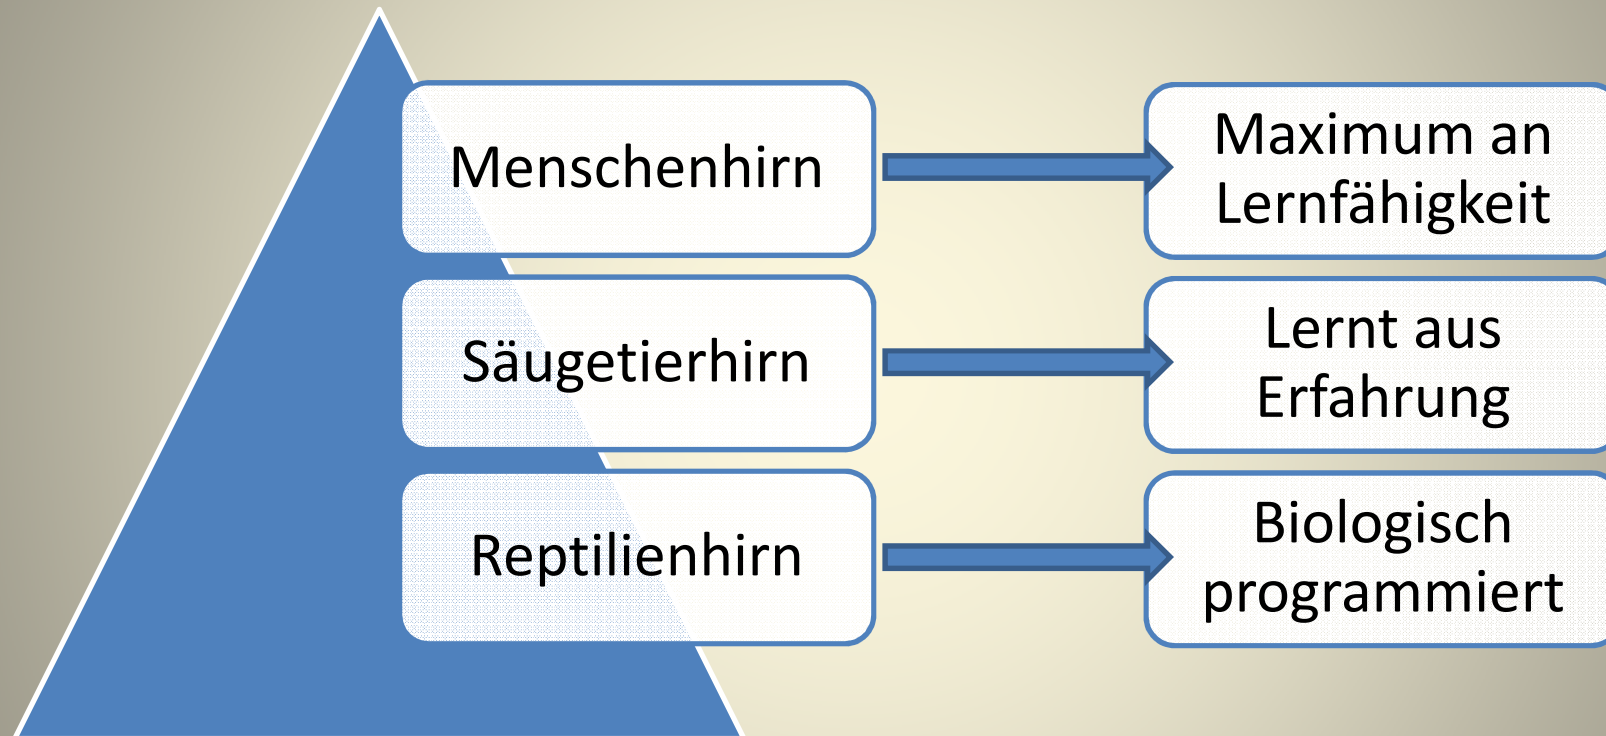 Menschenhirn
Maximum an
Lernfähigkeit
Säugetierhirn
Lernt aus
Erfahrung
Reptilienhirn
Biologisch
programmiert